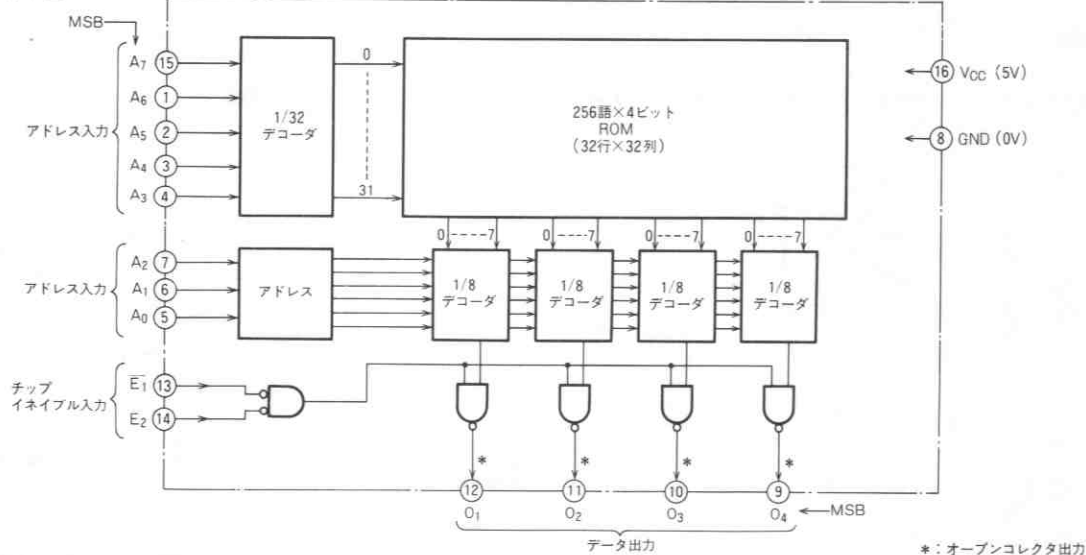 MSB
A7 15
A6 1
A5 2
A4 3
A3 4
アドレス入力
1/32
デコーダ
0
31
256語×4ビット
ROM
(32行×32列)
16 VCC (5V)
8 GND (0V)
A2 7
A1 6
A0 5
アドレス入力
アドレス
0 7
0 7
0 7
0 7
1/8
デコーダ
1/8
デコーダ
1/8
デコーダ
1/8
デコーダ
チップ
イネイブル入力
E̅1̅ 13
E2 14
* * * *
12 11 10 9
O1 O2 O3 O4 MSB
データ出力
*:オープンコレクタ出力